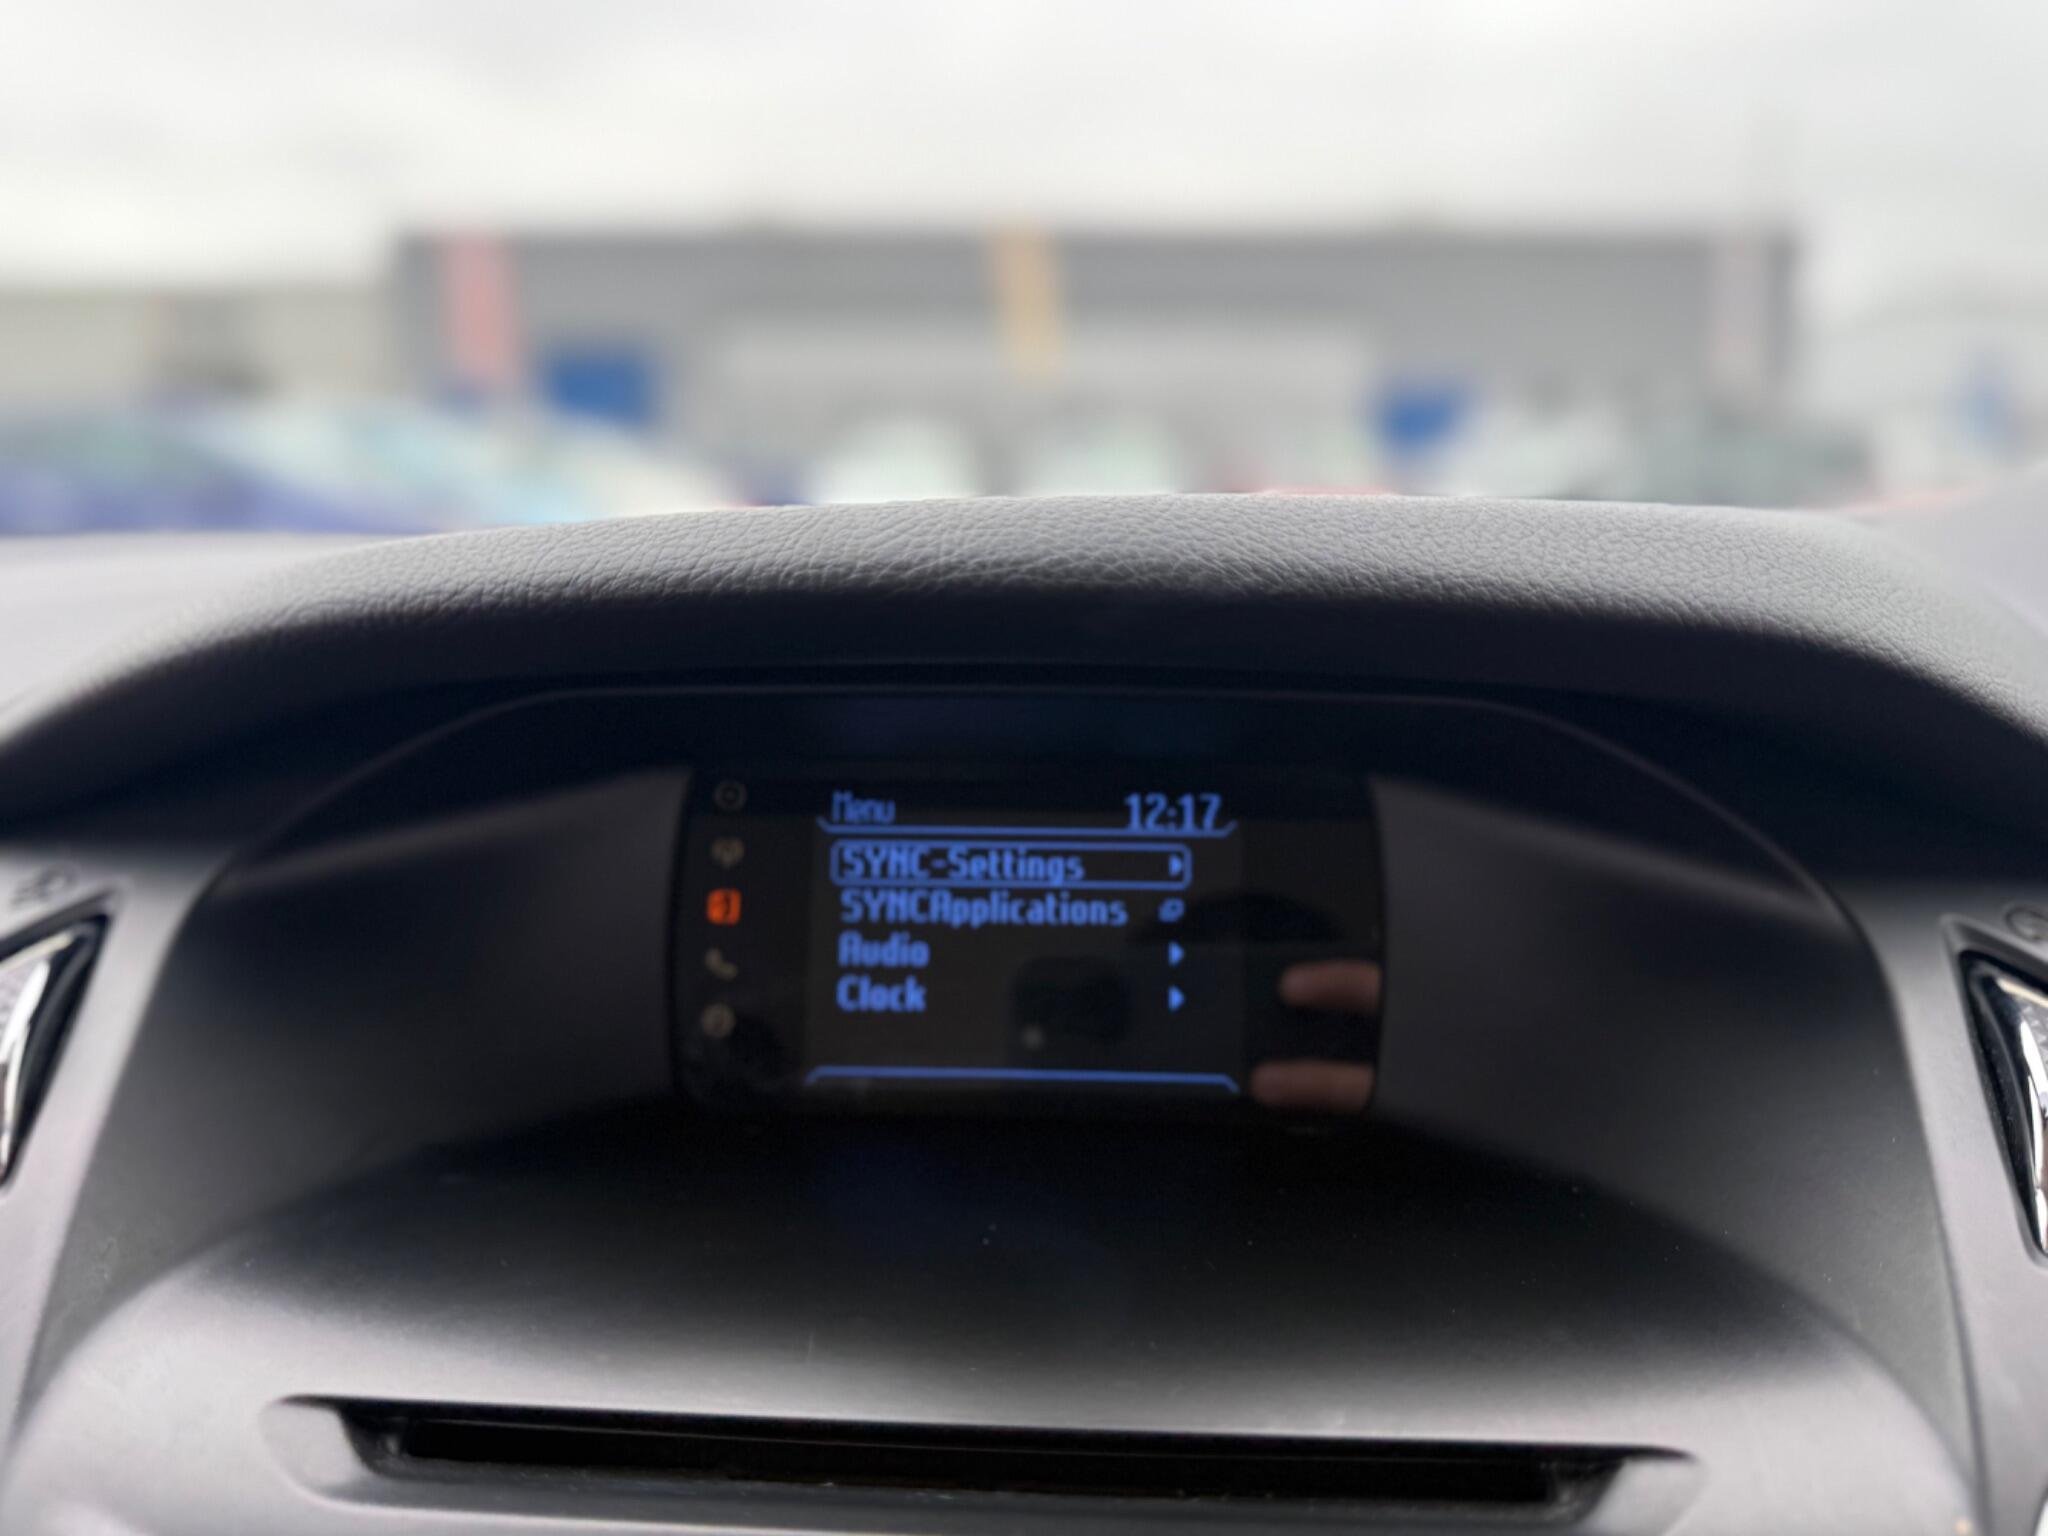 Menu 12:17
SYNC-Settings
SYNCApplications
Audio
Clock